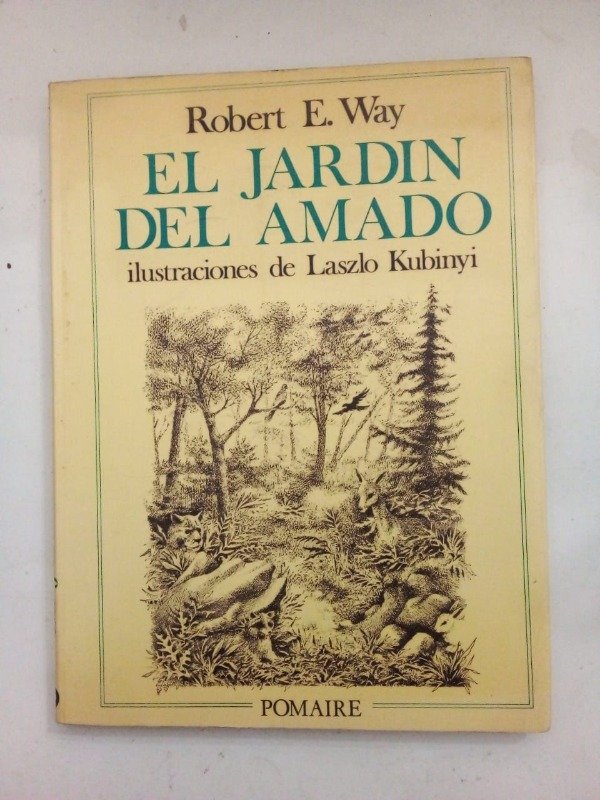 Robert E. Way
EL JARDIN
DEL AMADO
ilustraciones de Laszlo Kubinyi
POMAIRE